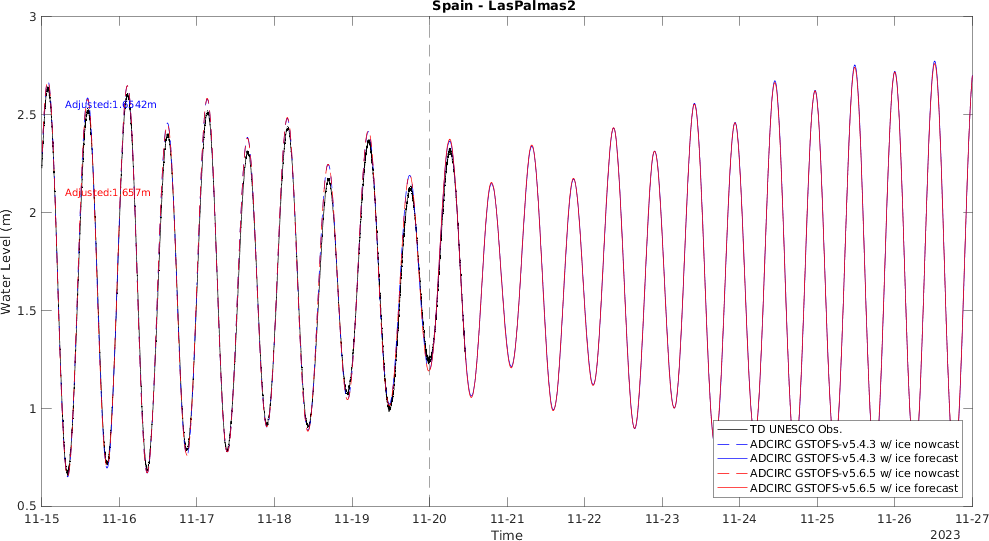 Spain - LasPalmas2
3
2.5
2
1.5
1
0.5
Water Level (m)
Adjusted:1.6542m
Adjusted:1.657m
TD UNESCO Obs.
ADCIRC GSTOFS-v5.4.3 w/ ice nowcast
ADCIRC GSTOFS-v5.4.3 w/ ice forecast
ADCIRC GSTOFS-v5.6.5 w/ ice nowcast
ADCIRC GSTOFS-v5.6.5 w/ ice forecast
11-15 11-16 11-17 11-18 11-19 11-20 11-21 11-22 11-23 11-24 11-25 11-26 11-27
Time
2023